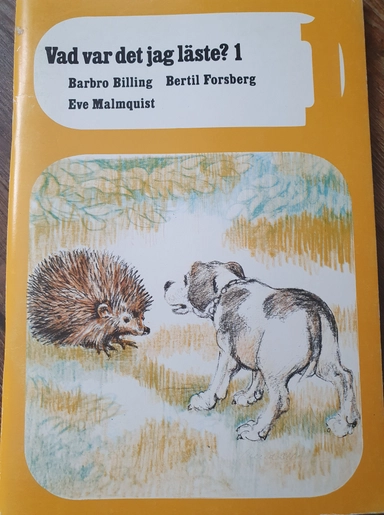 Vad var det jag läste? 1
Barbro Billing Bertil Forsberg
Eve Malmquist